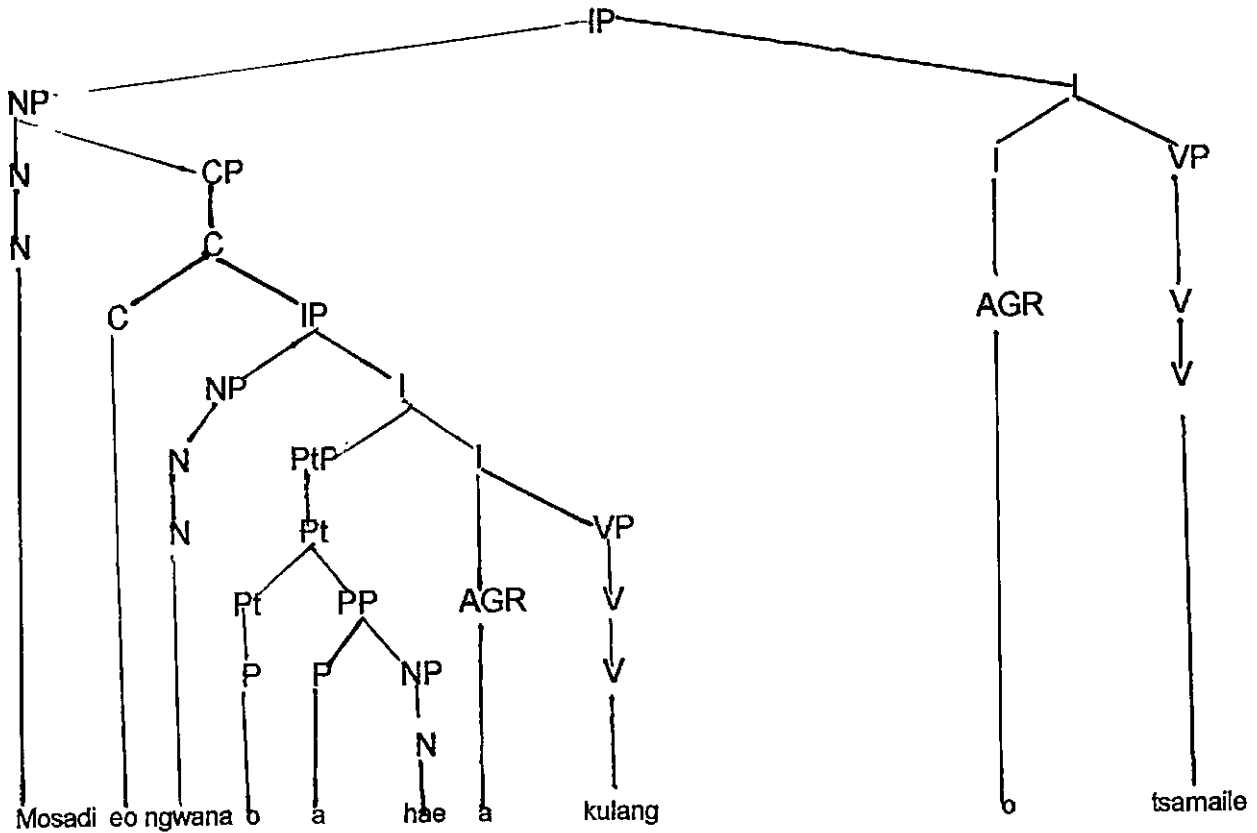 IP
NP I
N CP I VP
N C
C IP AGR V
NP I V
N PtP I
N Pt VP
Pt PP AGR V
P P NP V
N
Mosadi eo ngwana o a hae a kulang o tsamaile